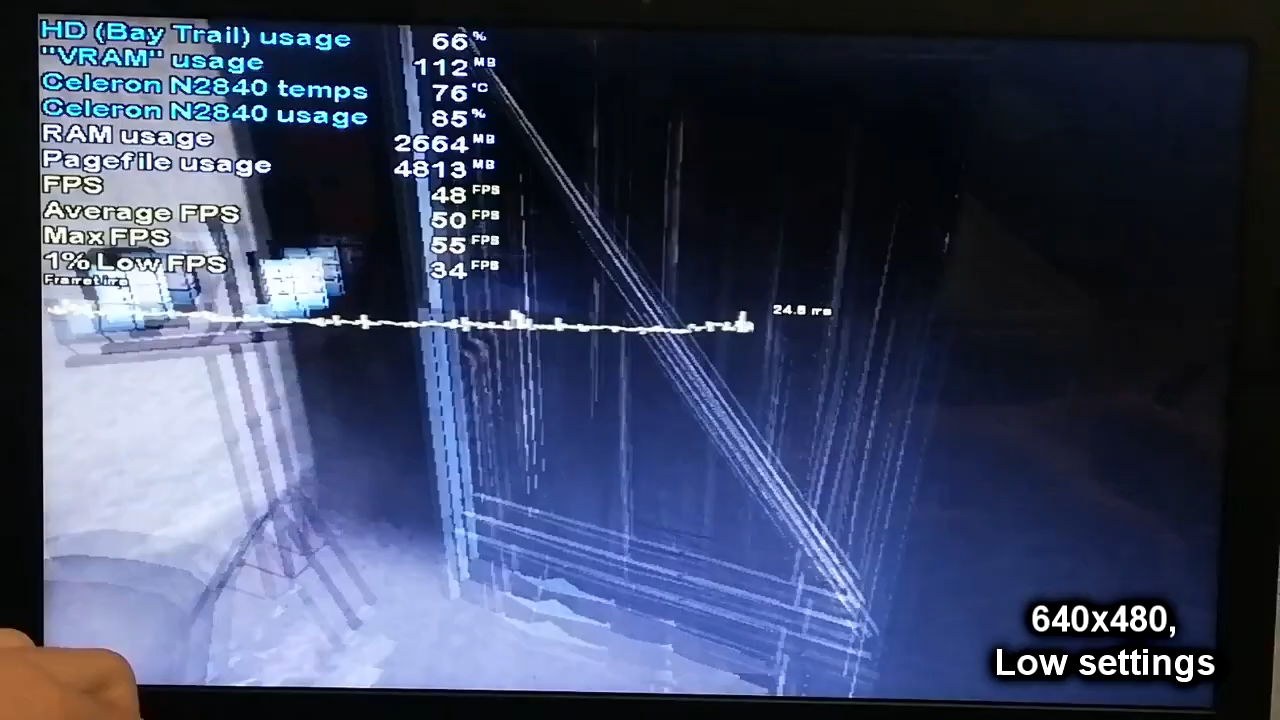 HD (Bay Trail) usage 66 %
"VRAM" usage 112 MB
Celeron N2840 temps 76 °C
Celeron N2840 usage 85 %
RAM usage 2664 MB
Pagefile usage 4813 MB
FPS 48 FPS
Average FPS 50 FPS
Max FPS 55 FPS
1% Low FPS 34 FPS
Frametime
24.8 ms
640x480,
Low settings